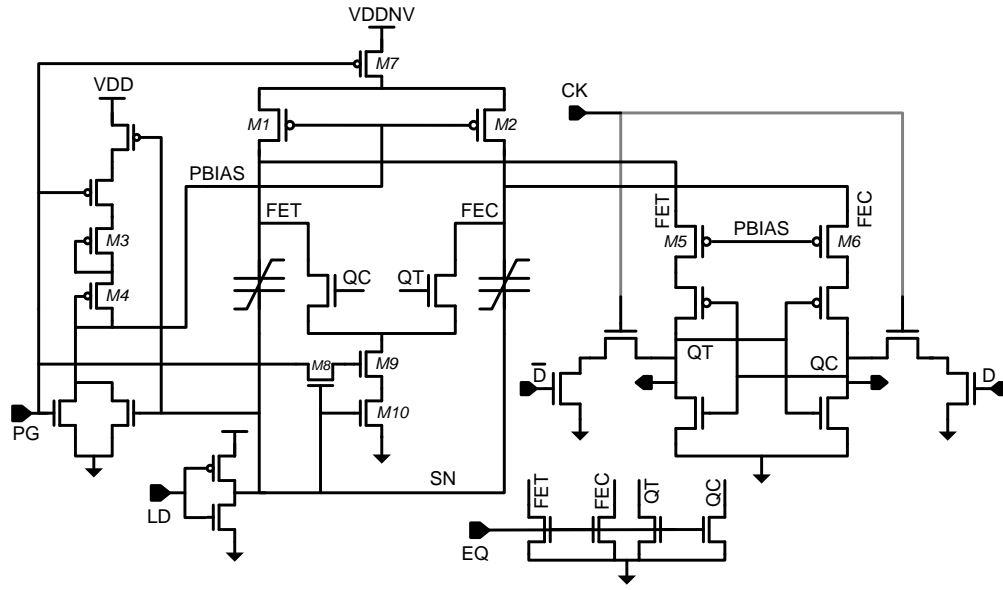 VDDNV
M7
CK
VDD
M1
M2
PBIAS
FET
FEC
FET
FEC
PBIAS
M3
M5
M6
M4
QC
QT
QT
QC
M8
M9
D
D
M10
PG
SN
LD
FET
FEC
QT
QC
EQ